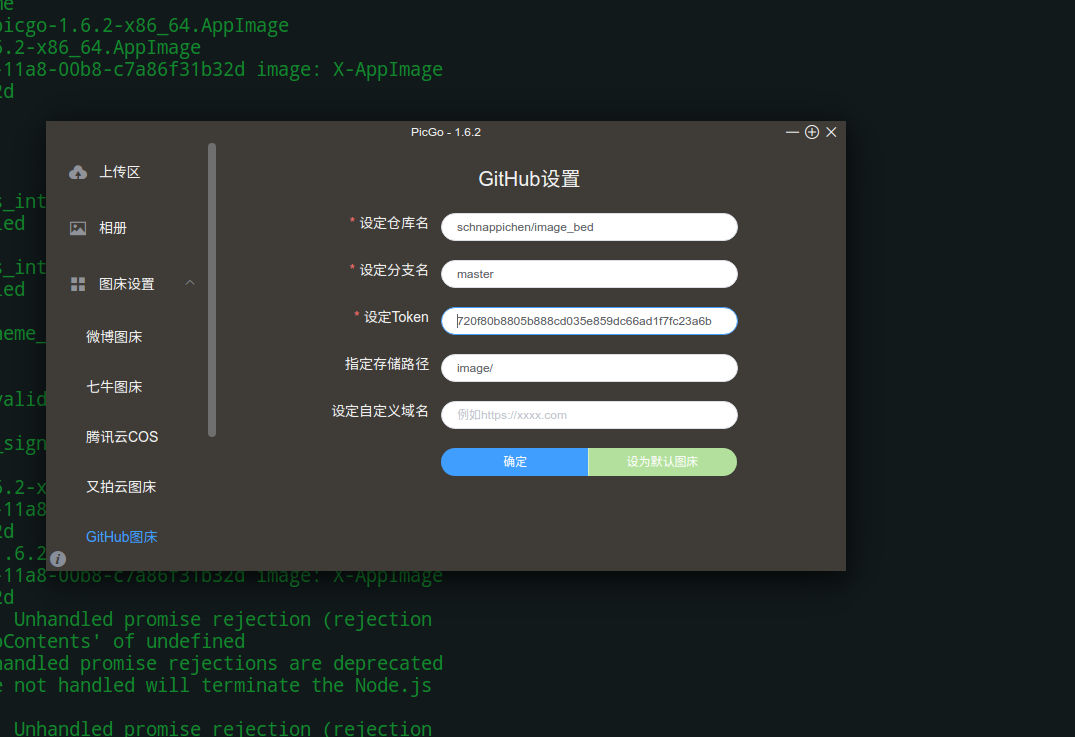 picgo-1.6.2-x86_64.AppImage
6.2-x86_64.AppImage
-11a8-00b8-c7a86f31b32d image: X-AppImage
2d
PicGo - 1.6.2
上传区
相册
图床设置
微博图床
七牛图床
腾讯云COS
又拍云图床
GitHub图床
GitHub设置
* 设定仓库名
schnappichen/image_bed
* 设定分支名
master
* 设定Token
720f80b8805b888cd035e859dc66ad1f7fc23a6b
指定存储路径
image/
设定自定义域名
例如https://xxxx.com
确定
设为默认图床
s_int
led
s_int
led
heme_
valid
_sign
6.2-x
-11a8
2d
.6.2
-11a8-00b8-c7a86f31b32d image: X-AppImage
2d
Unhandled promise rejection (rejection
oContents' of undefined
handled promise rejections are deprecated
e not handled will terminate the Node.js
Unhandled promise rejection (rejection